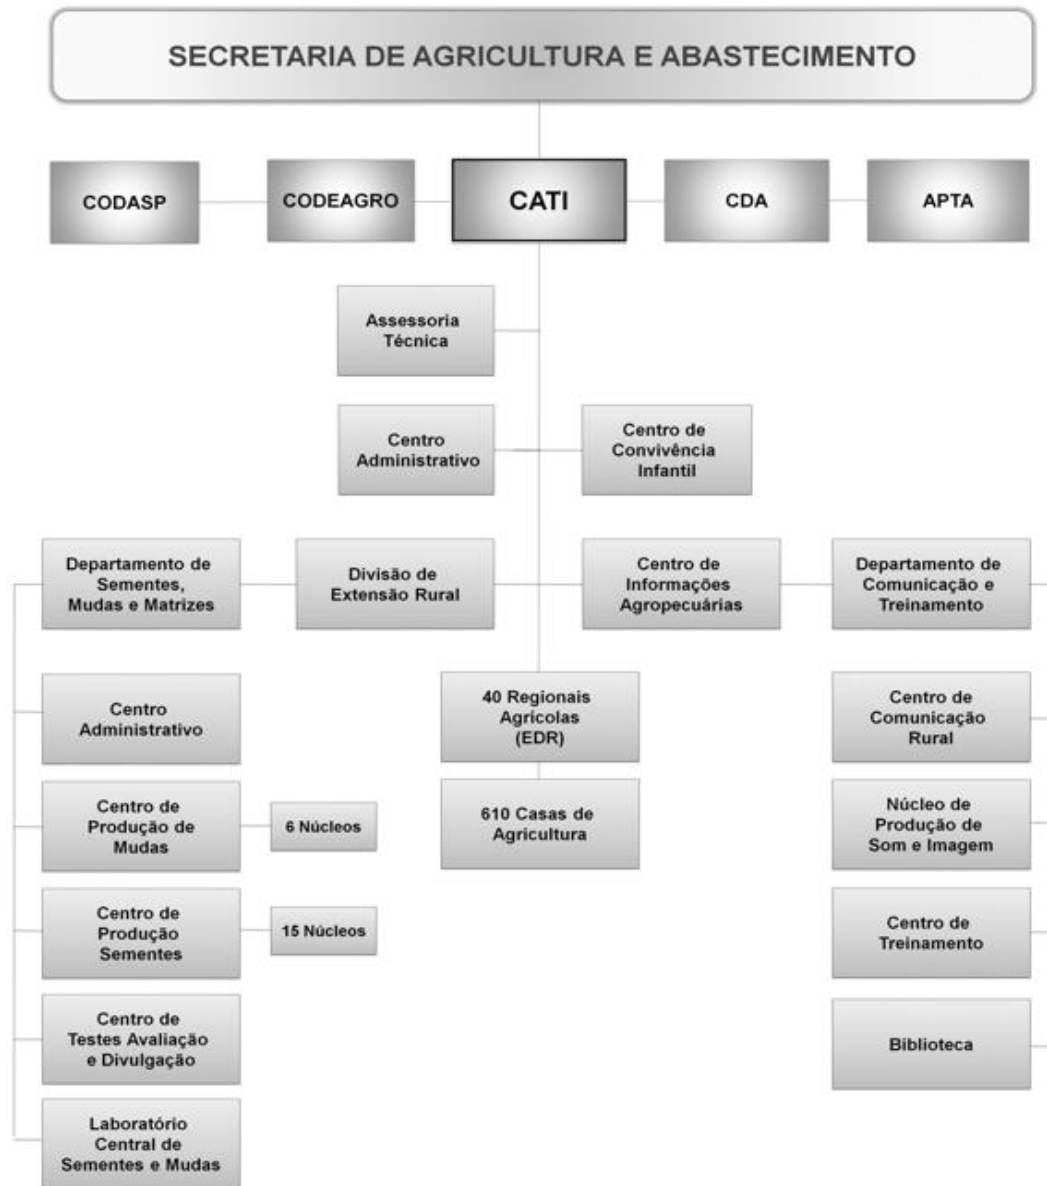 SECRETARIA DE AGRICULTURA E ABASTECIMENTO
CODASP
CODEAGRO
CATI
CDA
APTA
Assessoria
Técnica
Centro
Administrativo
Centro de
Convivência
Infantil
Departamento de
Sementes,
Mudas e Matrizes
Divisão de
Extensão Rural
Centro de
Informações
Agropecuárias
Departamento de
Comunicação e
Treinamento
Centro
Administrativo
40 Regionais
Agrícolas
(EDR)
Centro de
Comunicação
Rural
Centro de
Produção de
Mudas
6 Núcleos
610 Casas de
Agricultura
Núcleo de
Produção de
Som e Imagem
Centro de
Produção
Sementes
15 Núcleos
Centro de
Treinamento
Centro de
Testes Avaliação
e Divulgação
Biblioteca
Laboratório
Central de
Sementes e Mudas